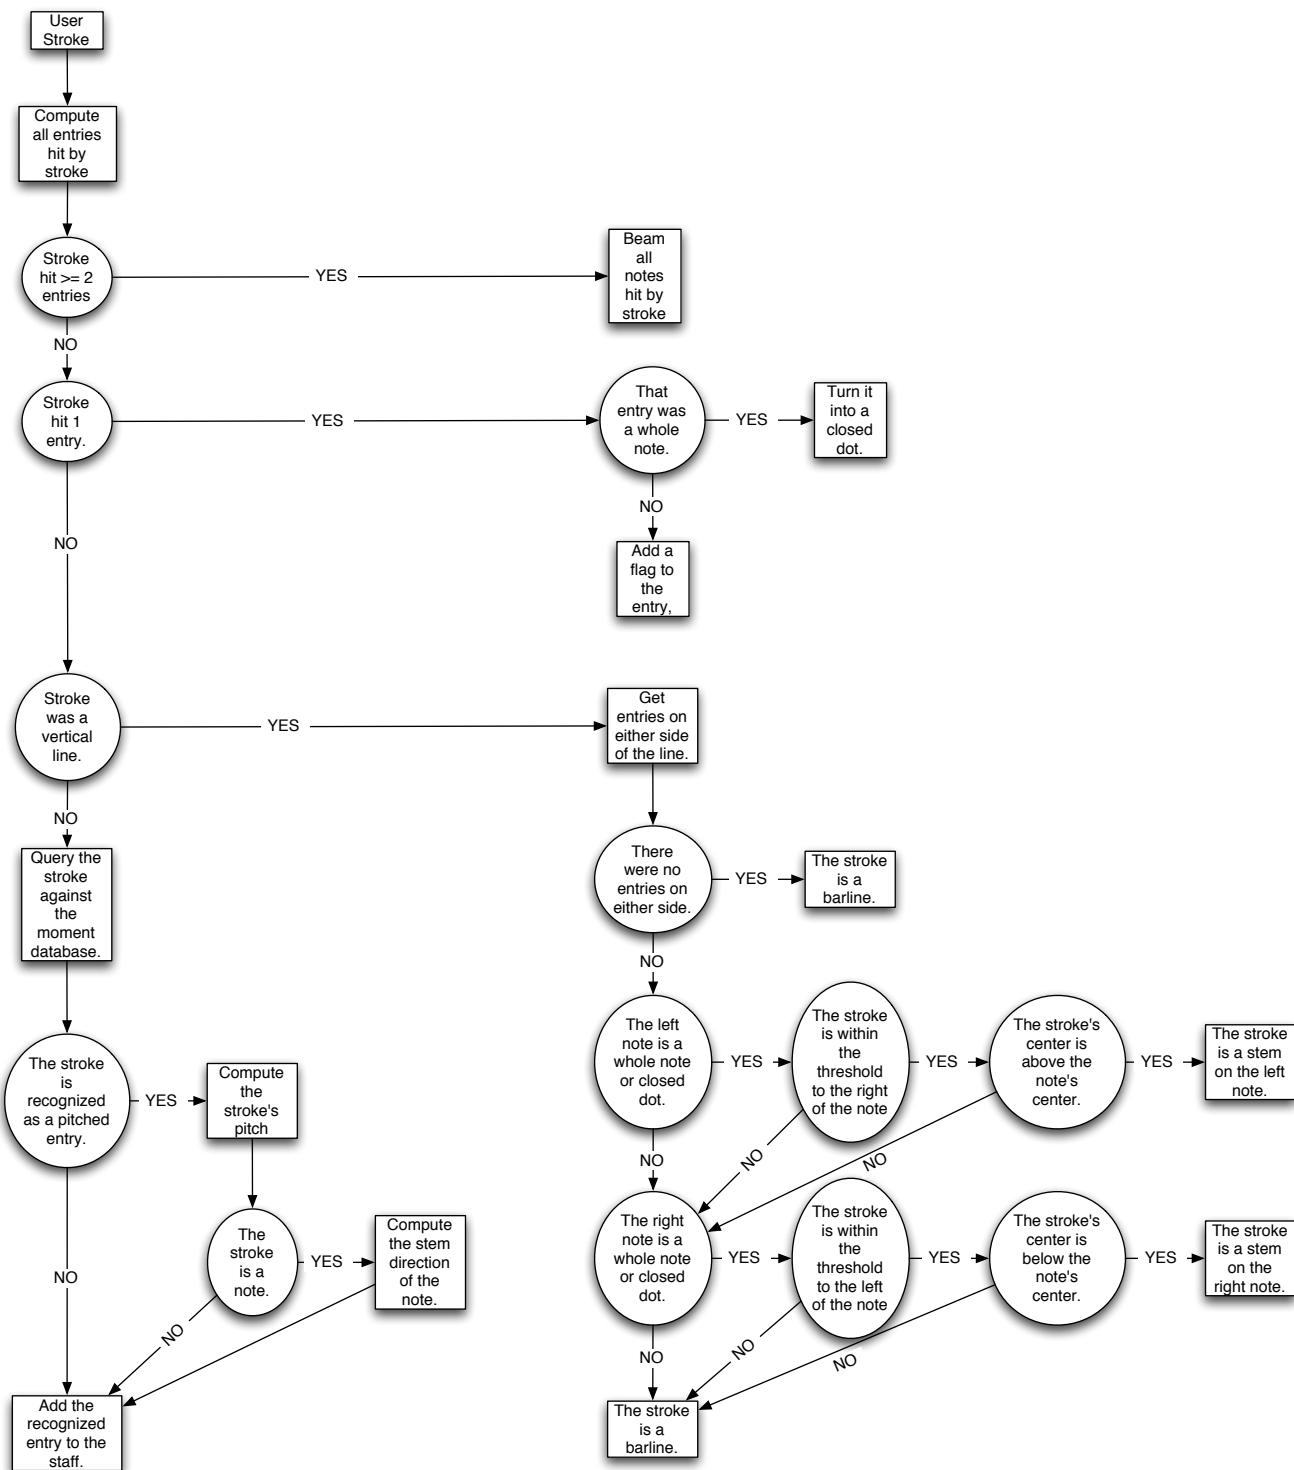 User
Stroke
Compute
all entries
hit by
stroke
Stroke
hit >= 2
entries
YES
Beam
all
notes
hit by
stroke
NO
Stroke
hit 1
entry.
YES
That
entry was
a whole
note.
YES
Turn it
into a
closed
dot.
NO
Add a
flag to
the
entry,
NO
Stroke
was a
vertical
line.
YES
Get
entries on
either side
of the line.
NO
Query the
stroke
against
the
moment
database.
There
were no
entries on
either side.
YES
The stroke
is a
barline.
NO
The left
note is a
whole note
or closed
dot.
YES
The stroke
is within
the
threshold
to the right
of the note
YES
The stroke's
center is
above the
note's
center.
YES
The stroke
is a stem
on the left
note.
NO
NO
NO
The stroke
is
recognized
as a pitched
entry.
YES
Compute
the
stroke's
pitch
The
stroke
is a
note.
YES
Compute
the stem
direction
of the
note.
NO
NO
The right
note is a
whole note
or closed
dot.
YES
The stroke
is within
the
threshold
to the left
of the note
YES
The stroke's
center is
below the
note's
center.
YES
The stroke
is a stem
on the
right note.
NO
NO
NO
Add the
recognized
entry to the
staff.
The stroke
is a
barline.